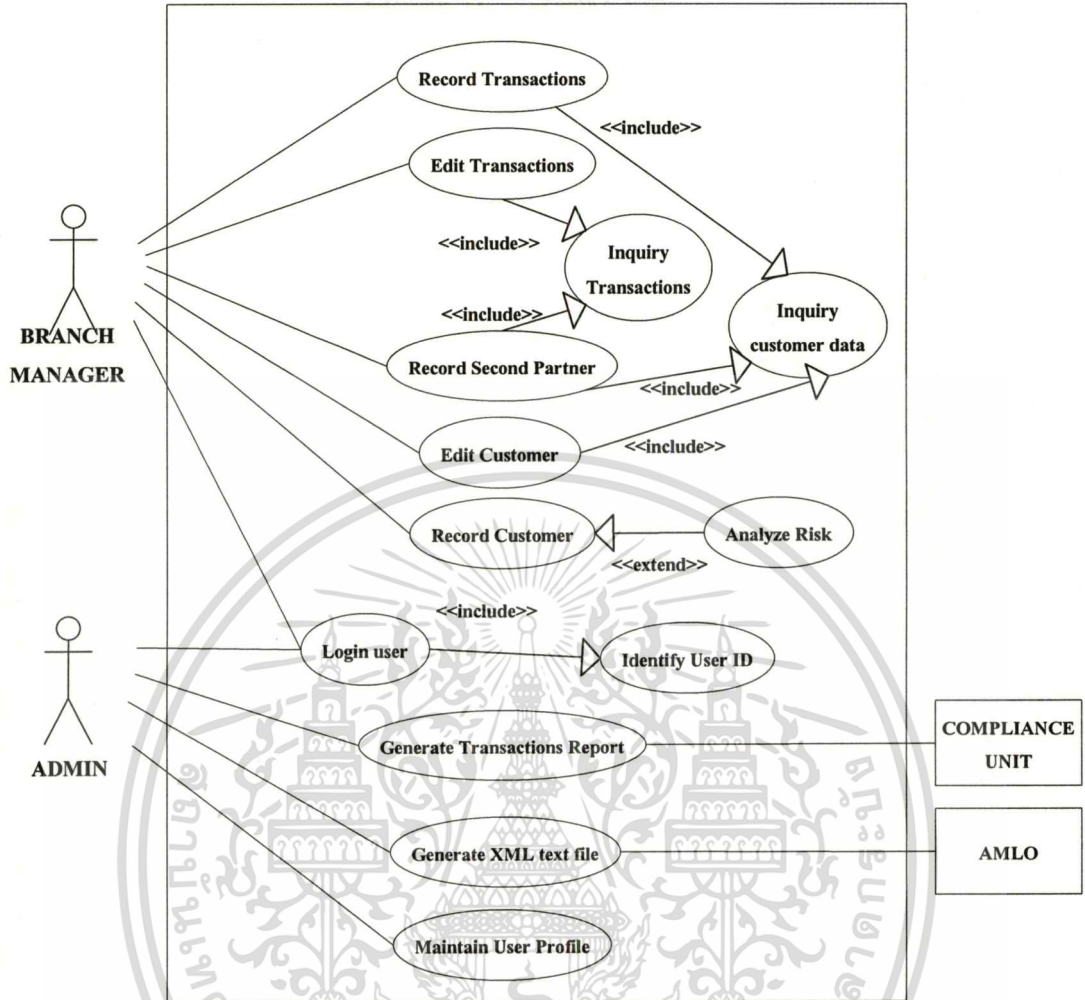 Record Transactions
<<include>>
Edit Transactions
<<include>>
Inquiry
Transactions
Inquiry
customer data
BRANCH
MANAGER
<<include>>
Record Second Partner
<<include>>
Edit Customer
<<include>>
Record Customer
Analyze Risk
<<extend>>
<<include>>
Login user
Identify User ID
ADMIN
Generate Transactions Report
COMPLIANCE
UNIT
Generate XML text file
AMLO
Maintain User Profile